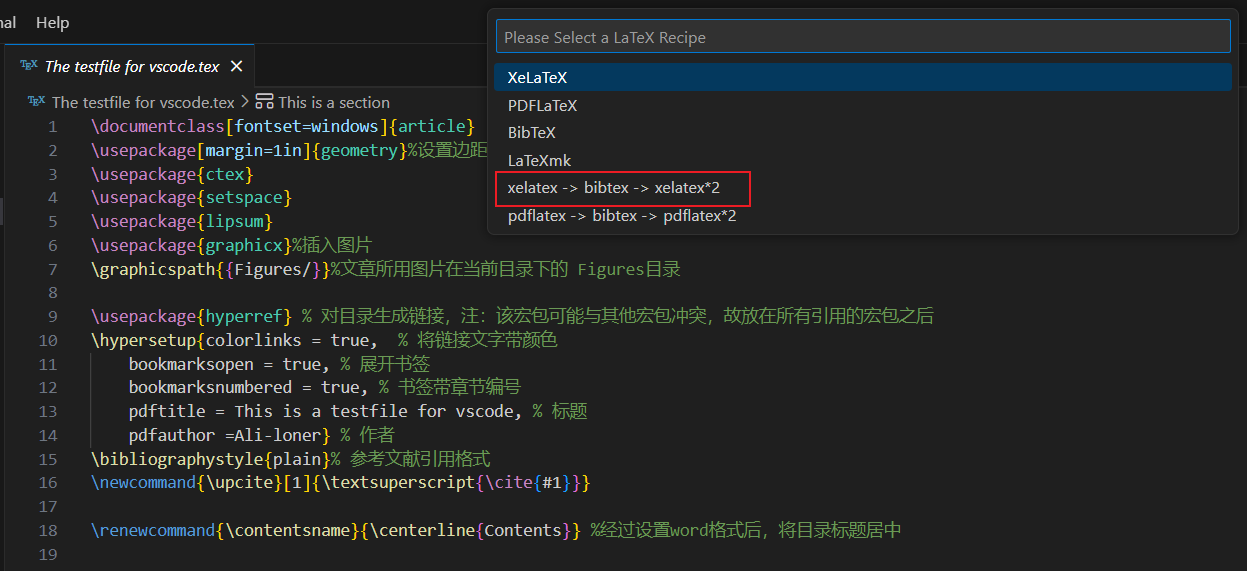 Help
Please Select a LaTeX Recipe
XeLaTeX
PDFLaTeX
BibTeX
LaTeXmk
xelatex -> bibtex -> xelatex*2
pdflatex -> bibtex -> pdflatex*2
TEX The testfile for vscode.tex ×
TEX The testfile for vscode.tex > This is a section
1 \documentclass[fontset=windows]{article}
2 \usepackage[margin=1in]{geometry}%设置边距
3 \usepackage{ctex}
4 \usepackage{setspace}
5 \usepackage{lipsum}
6 \usepackage{graphicx}%插入图片
7 \graphicspath{{Figures/}}%文章所用图片在当前目录下的 Figures目录
8
9 \usepackage{hyperref} % 对目录生成链接，注：该宏包可能与其他宏包冲突，故放在所有引用的宏包之后
10 \hypersetup{colorlinks = true,  % 将链接文字带颜色
11     bookmarksopen = true, % 展开书签
12     bookmarksnumbered = true, % 书签带章节编号
13     pdftitle = This is a testfile for vscode, % 标题
14     pdfauthor =Ali-loner} % 作者
15 \bibliographystyle{plain}% 参考文献引用格式
16 \newcommand{\upcite}[1]{\textsuperscript{\cite{#1}}}
17
18 \renewcommand{\contentsname}{\centerline{Contents}} %经过设置word格式后，将目录标题居中
19